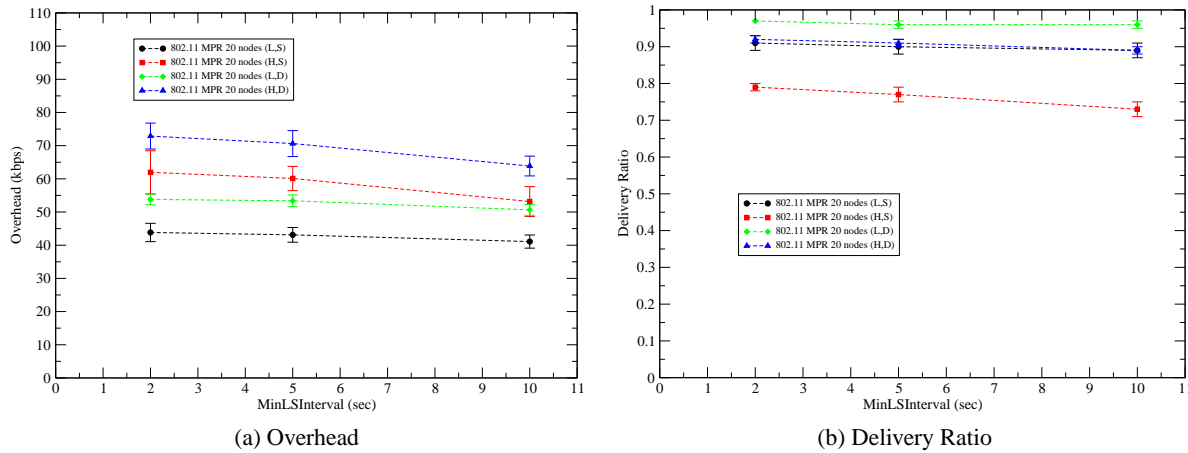 110
100
90
80
70
60
50
40
30
20
10
0
Overhead (kbps)
802.11 MPR 20 nodes (L,S)
802.11 MPR 20 nodes (H,S)
802.11 MPR 20 nodes (L,D)
802.11 MPR 20 nodes (H,D)
0 1 2 3 4 5 6 7 8 9 10 11
MinLSInterval (sec)
(a) Overhead
1
0.9
0.8
0.7
0.6
0.5
0.4
0.3
0.2
0.1
0
Delivery Ratio
802.11 MPR 20 nodes (L,S)
802.11 MPR 20 nodes (H,S)
802.11 MPR 20 nodes (L,D)
802.11 MPR 20 nodes (H,D)
0 1 2 3 4 5 6 7 8 9 10 1
MinLSInterval (sec)
(b) Delivery Ratio